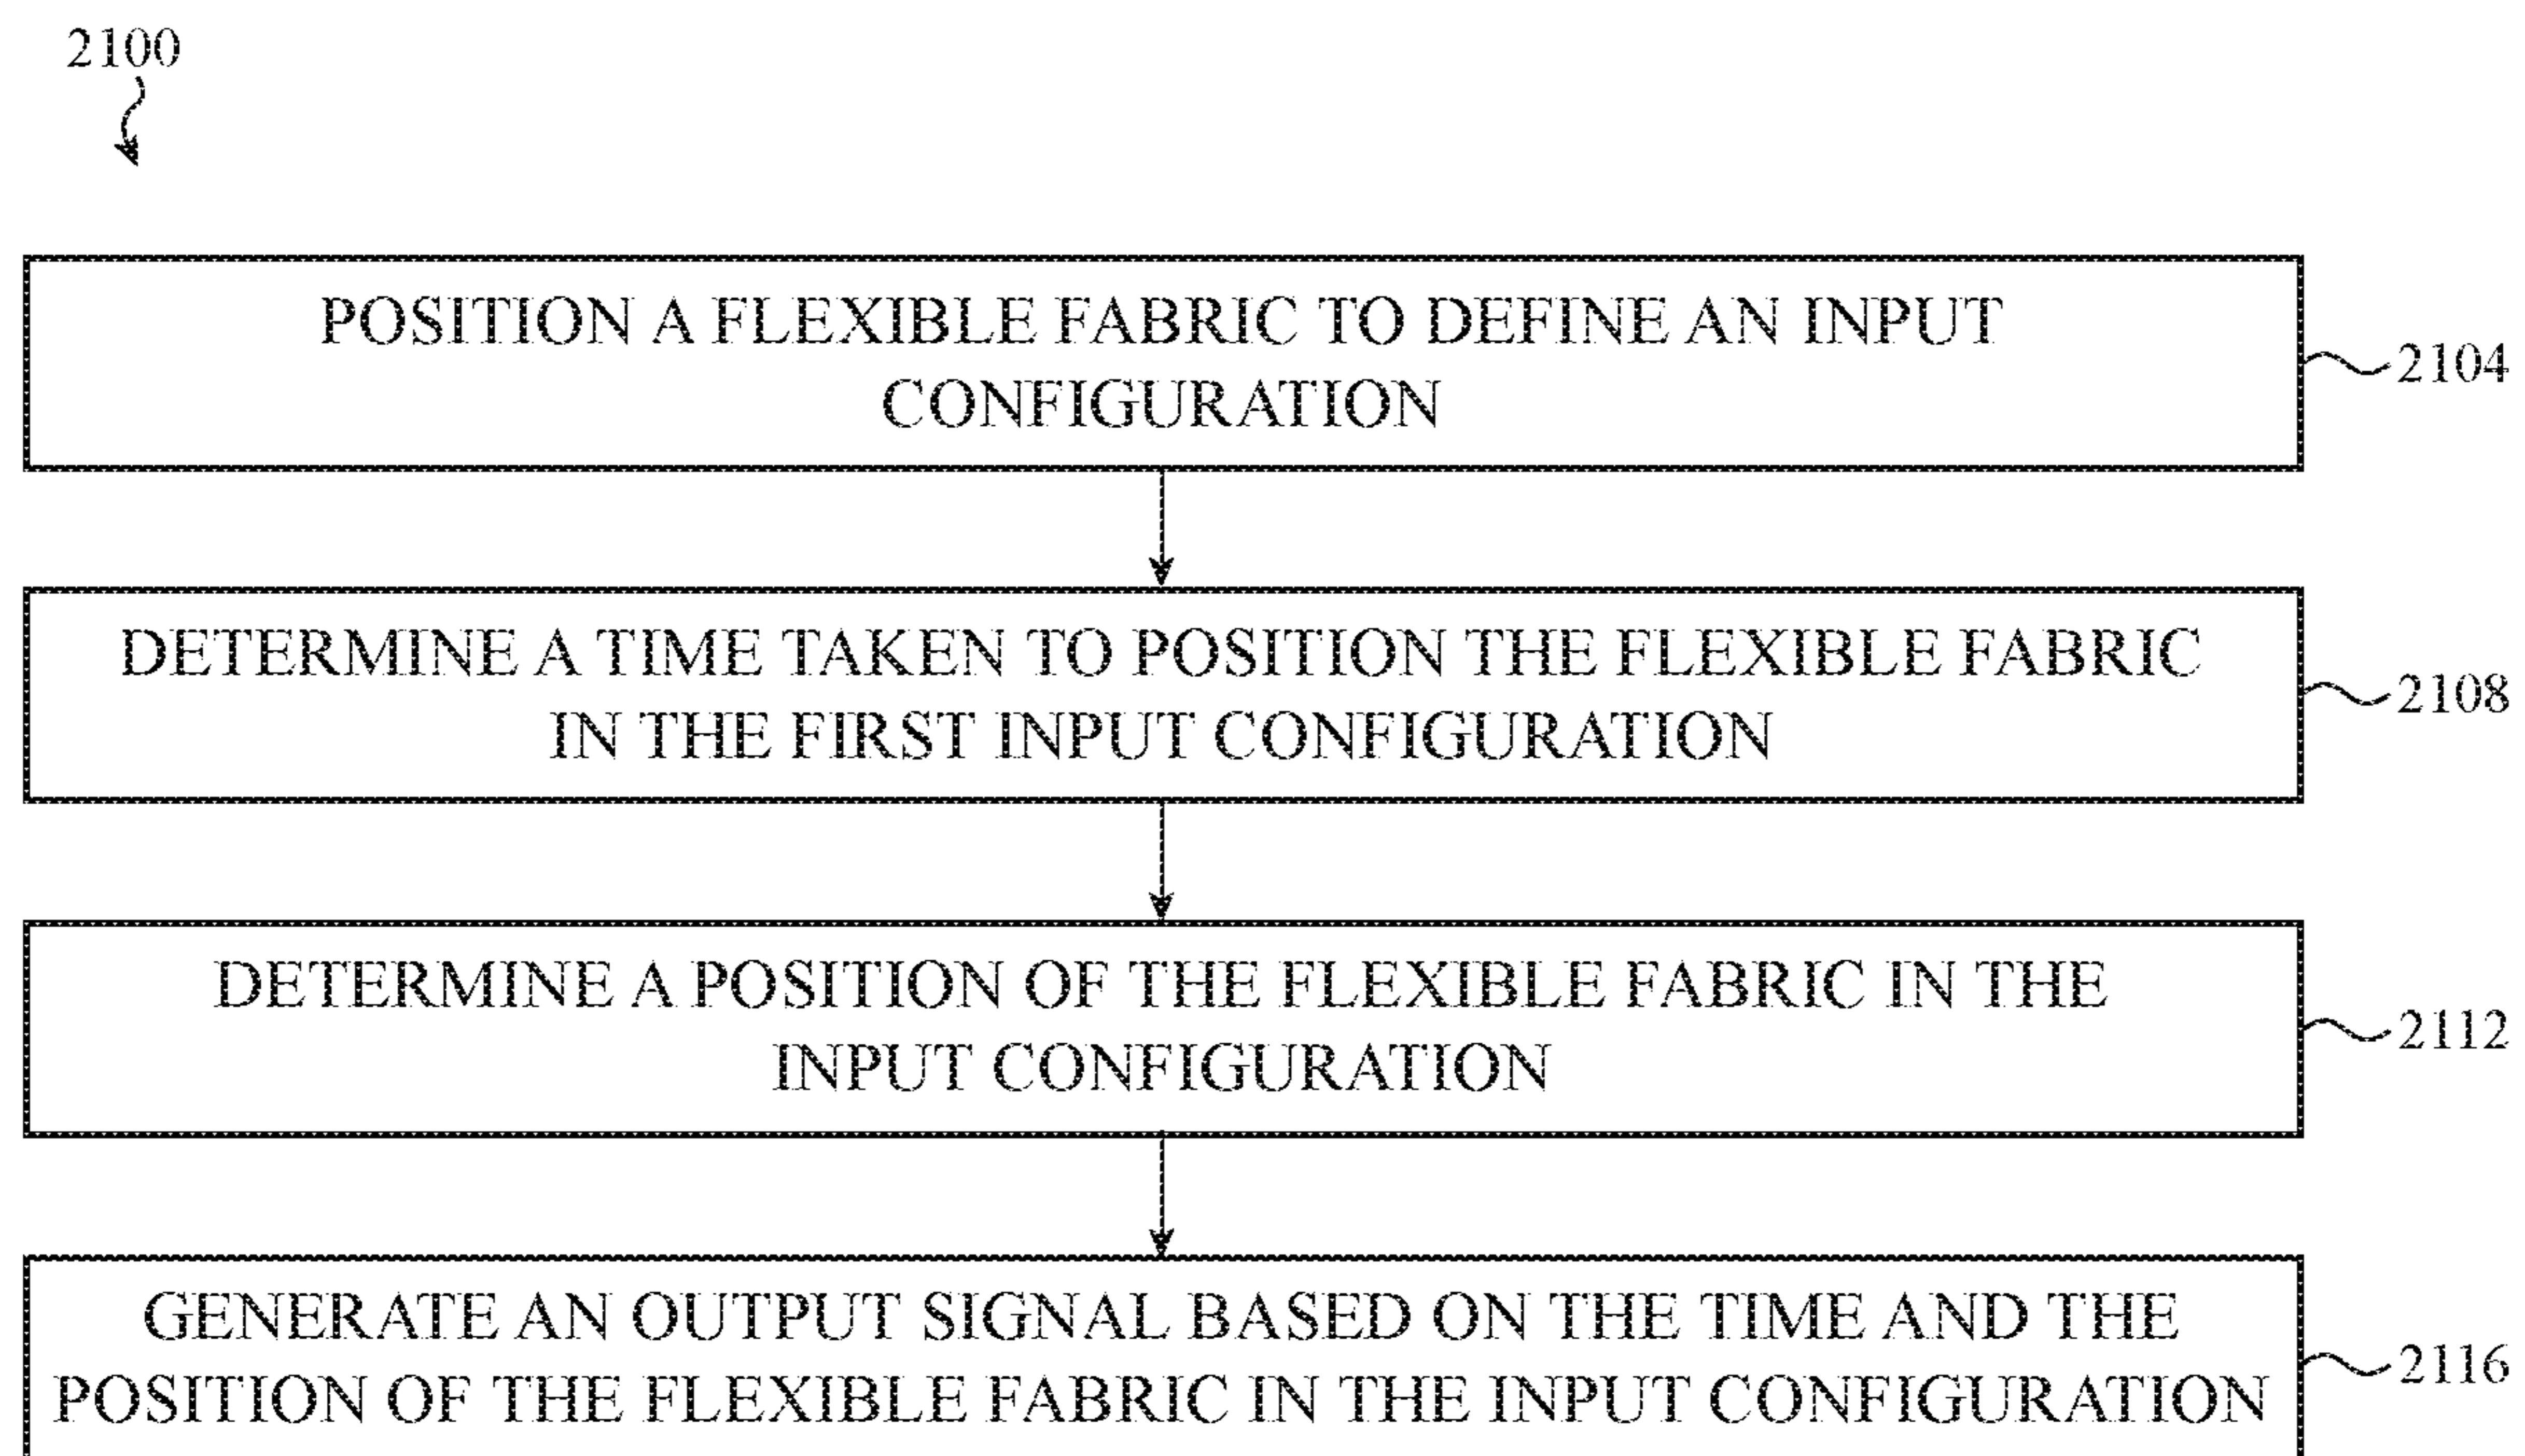 2100
POSITION A FLEXIBLE FABRIC TO DEFINE AN INPUT
CONFIGURATION
2104
DETERMINE A TIME TAKEN TO POSITION THE FLEXIBLE FABRIC
IN THE FIRST INPUT CONFIGURATION
2108
DETERMINE A POSITION OF THE FLEXIBLE FABRIC IN THE
INPUT CONFIGURATION
2112
GENERATE AN OUTPUT SIGNAL BASED ON THE TIME AND THE
POSITION OF THE FLEXIBLE FABRIC IN THE INPUT CONFIGURATION
2116